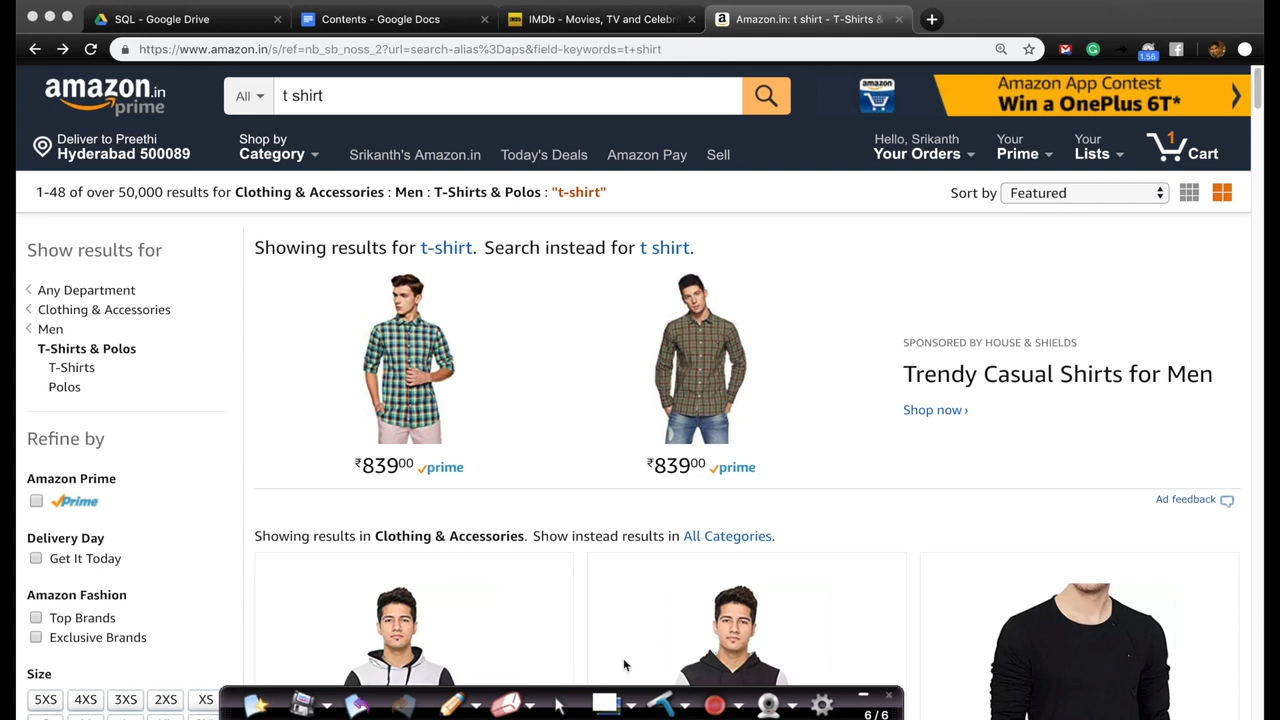 SQL - Google Drive
Contents - Google Docs
IMDb - Movies, TV and Celebri
Amazon.in: t shirt - T-Shirts &
https://www.amazon.in/s/ref=nb_sb_noss_2?url=search-alias%3Daps&field-keywords=t+shirt
1.56
amazon.in
prime
All
t shirt
amazon
Amazon App Contest
Win a OnePlus 6T*
Deliver to Preethi
Hyderabad 500089
Shop by
Category
Srikanth's Amazon.in
Today's Deals
Amazon Pay
Sell
Hello, Srikanth
Your Orders
Your
Prime
Your
Lists
1
Cart
1-48 of over 50,000 results for Clothing & Accessories : Men : T-Shirts & Polos : "t-shirt"
Sort by
Featured
Show results for
Any Department
Clothing & Accessories
Men
T-Shirts & Polos
T-Shirts
Polos
Refine by
Amazon Prime
Prime
Delivery Day
Get It Today
Amazon Fashion
Top Brands
Exclusive Brands
Size
5XS
4XS
3XS
2XS
XS
Showing results for t-shirt. Search instead for t shirt.
₹83900 prime
₹83900 prime
SPONSORED BY HOUSE & SHIELDS
Trendy Casual Shirts for Men
Shop now ›
Ad feedback
Showing results in Clothing & Accessories. Show instead results in All Categories.
6 / 6